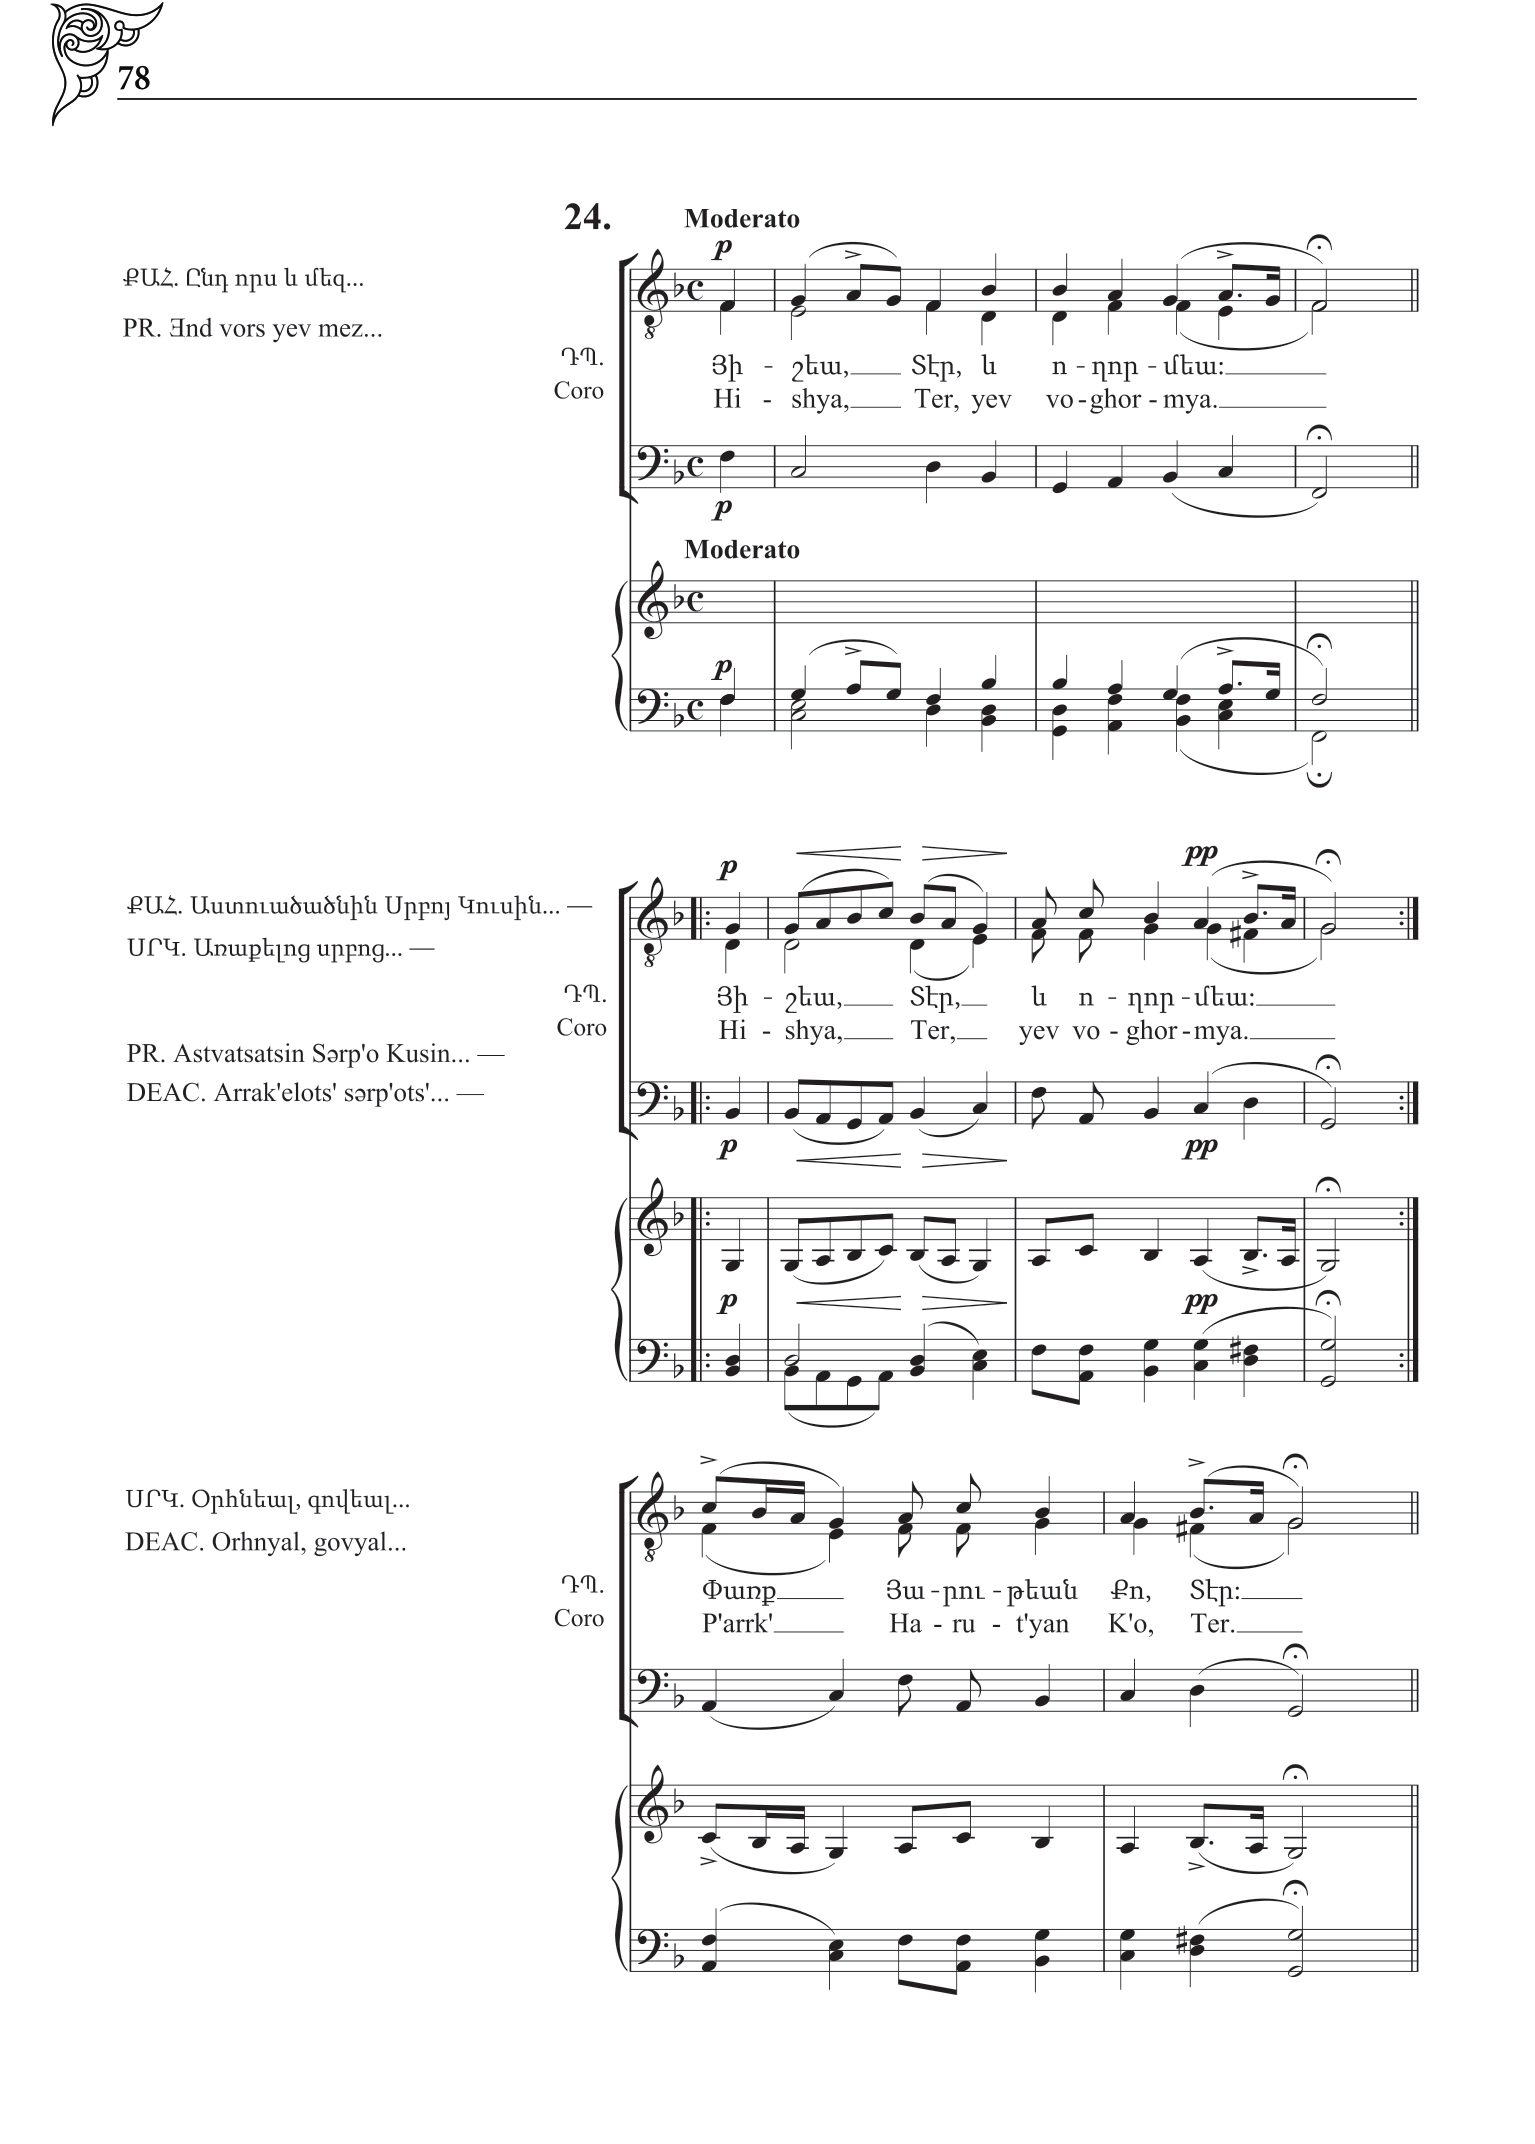 78
24.
Moderato
p
ՔԱՀ. Ընդ որս և մեզ...
PR. Ǝnd vors yev mez...
ԴՊ.
Յի - շեա, Տէր, և ո - ղոր - մեա:
Coro
Hi - shya, Ter, yev vo - ghor - mya.
p
Moderato
p
p
pp
ՔԱՀ. Աստուածածնին Սրբոյ Կուսին... —
ՍՐԿ. Առաքելոց սրբոց... —
ԴՊ.
Յի - շեա, Տէր, և ո - ղոր - մեա:
Coro
Hi - shya, Ter, yev vo - ghor - mya.
PR. Astvatsatsin Sərp'o Kusin... —
DEAC. Arrak'elots' sərp'ots'... —
p pp
p pp
ՍՐԿ. Օրհնեալ, գովեալ...
DEAC. Orhnyal, govyal...
ԴՊ.
Փառք Յա - րու - թեան Քո, Տէր:
Coro
P'arrk' Ha - ru - t'yan K'o, Ter.